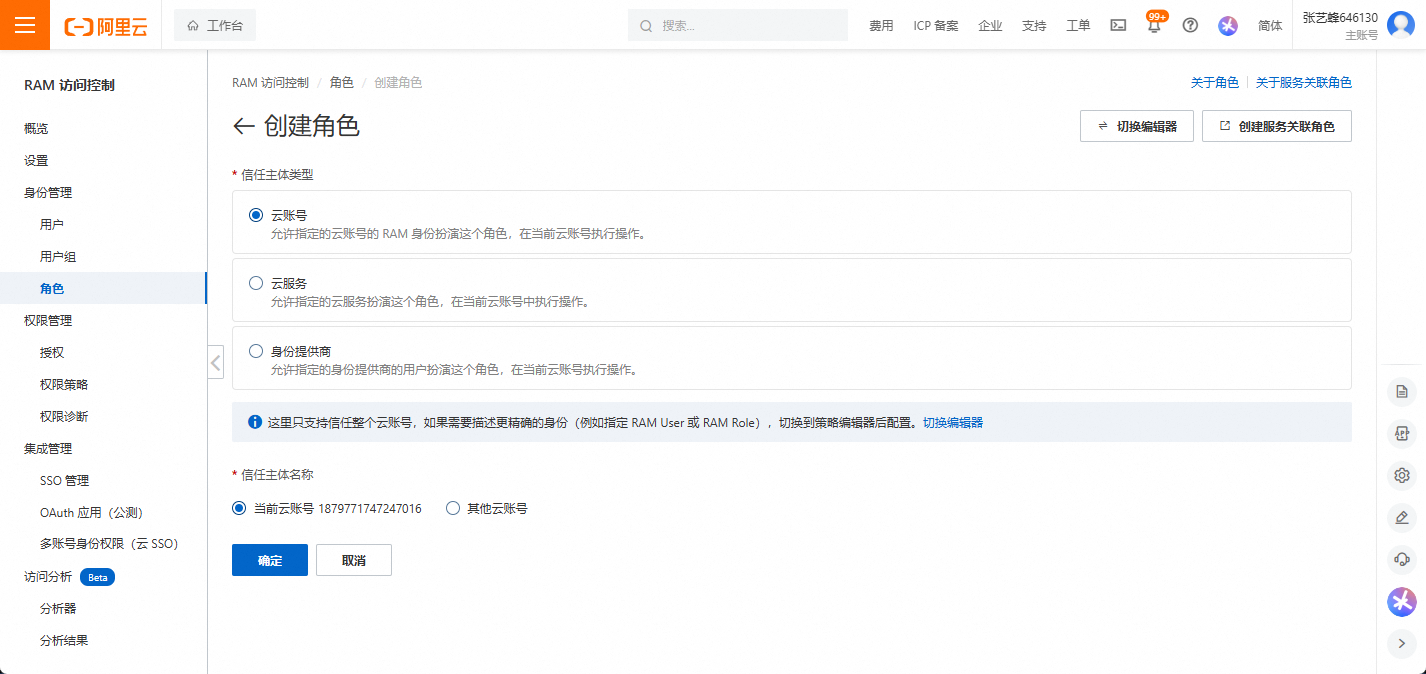 阿里云
工作台
搜索...
费用
ICP 备案
企业
支持
工单
99+
简体
张艺蜂646130
主账号
RAM 访问控制
概览
设置
身份管理
用户
用户组
角色
权限管理
授权
权限策略
权限诊断
集成管理
SSO 管理
OAuth 应用（公测）
多账号身份权限（云 SSO）
访问分析 Beta
分析器
分析结果
RAM 访问控制 / 角色 / 创建角色
关于角色 | 关于服务关联角色
创建角色
切换编辑器
创建服务关联角色
* 信任主体类型
云账号
允许指定的云账号的 RAM 身份扮演这个角色，在当前云账号执行操作。
云服务
允许指定的云服务扮演这个角色，在当前云账号中执行操作。
身份提供商
允许指定的身份提供商的用户扮演这个角色，在当前云账号执行操作。
这里只支持信任整个云账号，如果需要描述更精确的身份（例如指定 RAM User 或 RAM Role），切换到策略编辑器后配置。切换编辑器
* 信任主体名称
当前云账号 1879771747247016
其他云账号
确定
取消